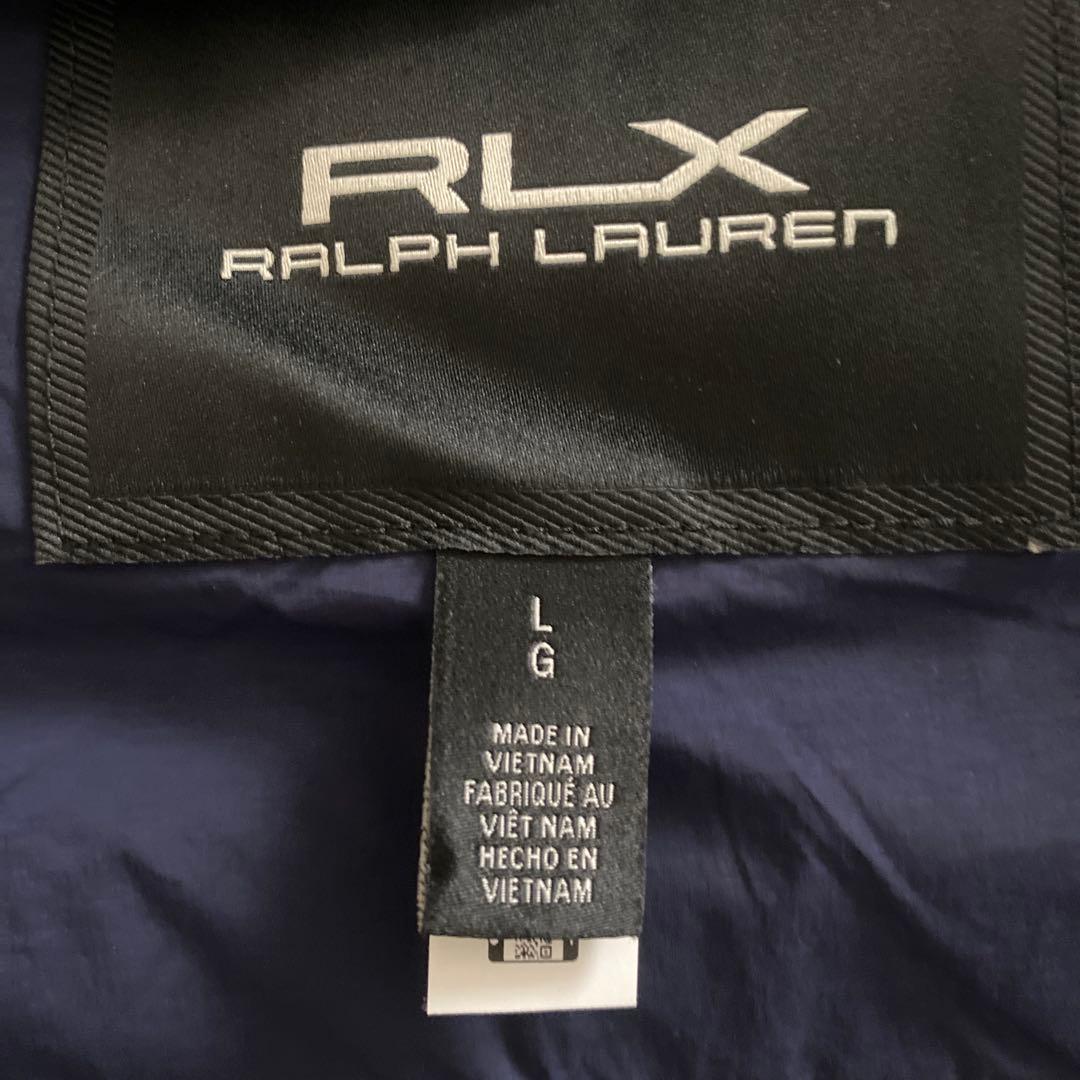 RLX
RALPH LAUREN
L
G
MADE IN
VIETNAM
FABRIQUÉ AU
VIÊT NAM
HECHO EN
VIETNAM